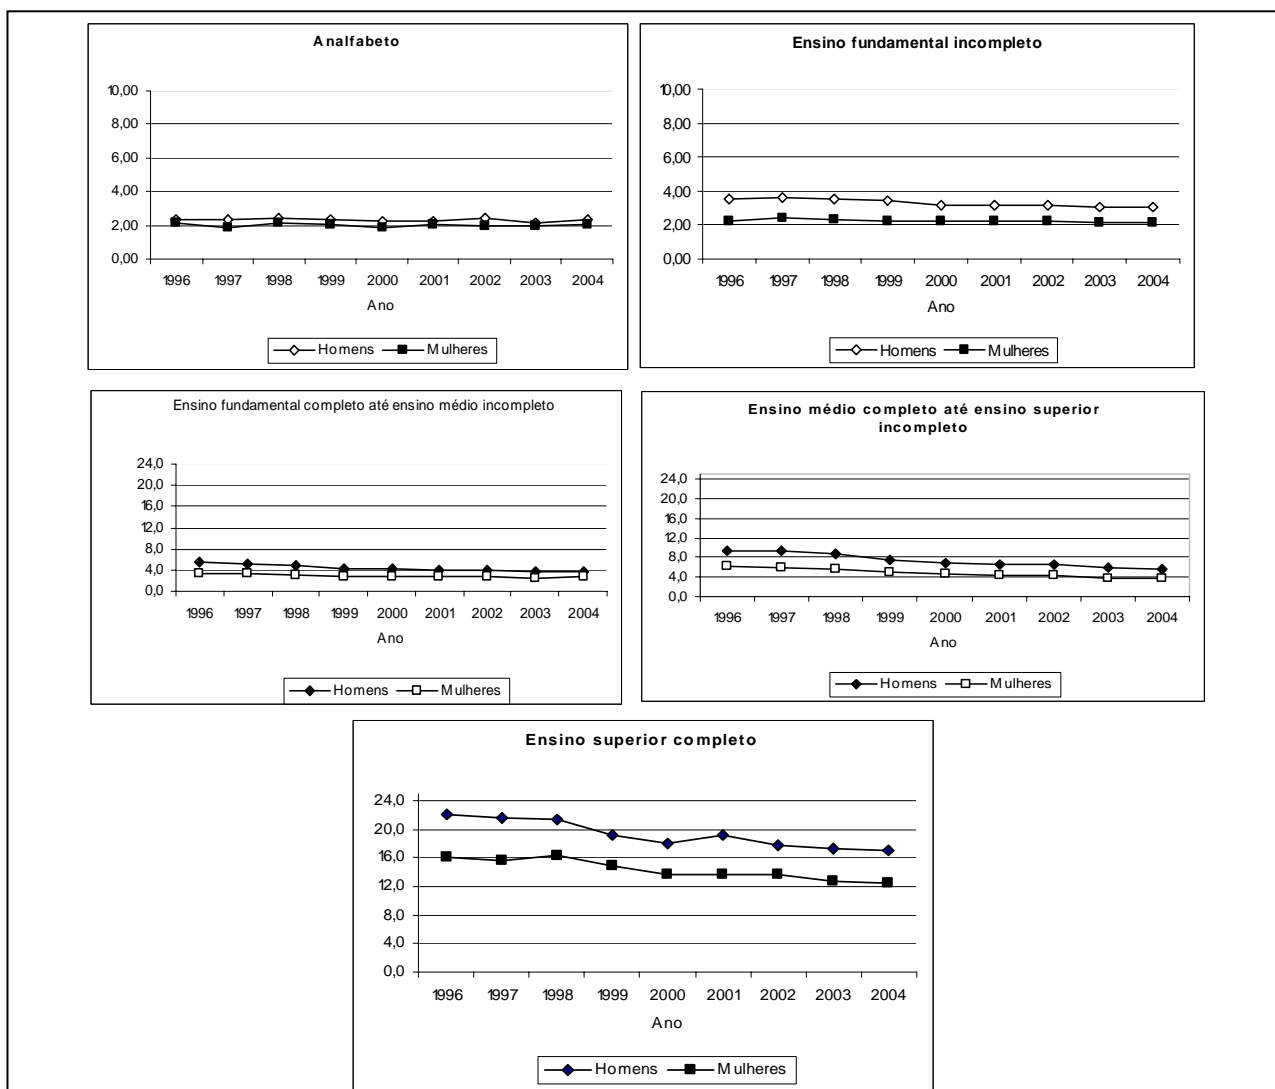 Analfabeto
10,00
8,00
6,00
4,00
2,00
0,00
1996 1997 1998 1999 2000 2001 2002 2003 2004
Ano
Homens Mulheres
Ensino fundamental incompleto
10,00
8,00
6,00
4,00
2,00
0,00
1996 1997 1998 1999 2000 2001 2002 2003 2004
Ano
Homens Mulheres
Ensino fundamental completo até ensino médio incompleto
24,0
20,0
16,0
12,0
8,0
4,0
0,0
1996 1997 1998 1999 2000 2001 2002 2003 2004
Ano
Homens Mulheres
Ensino médio completo até ensino superior
incompleto
24,0
20,0
16,0
12,0
8,0
4,0
0,0
1996 1997 1998 1999 2000 2001 2002 2003 2004
Ano
Homens Mulheres
Ensino superior completo
24,0
20,0
16,0
12,0
8,0
4,0
0,0
1996 1997 1998 1999 2000 2001 2002 2003 2004
Ano
Homens Mulheres